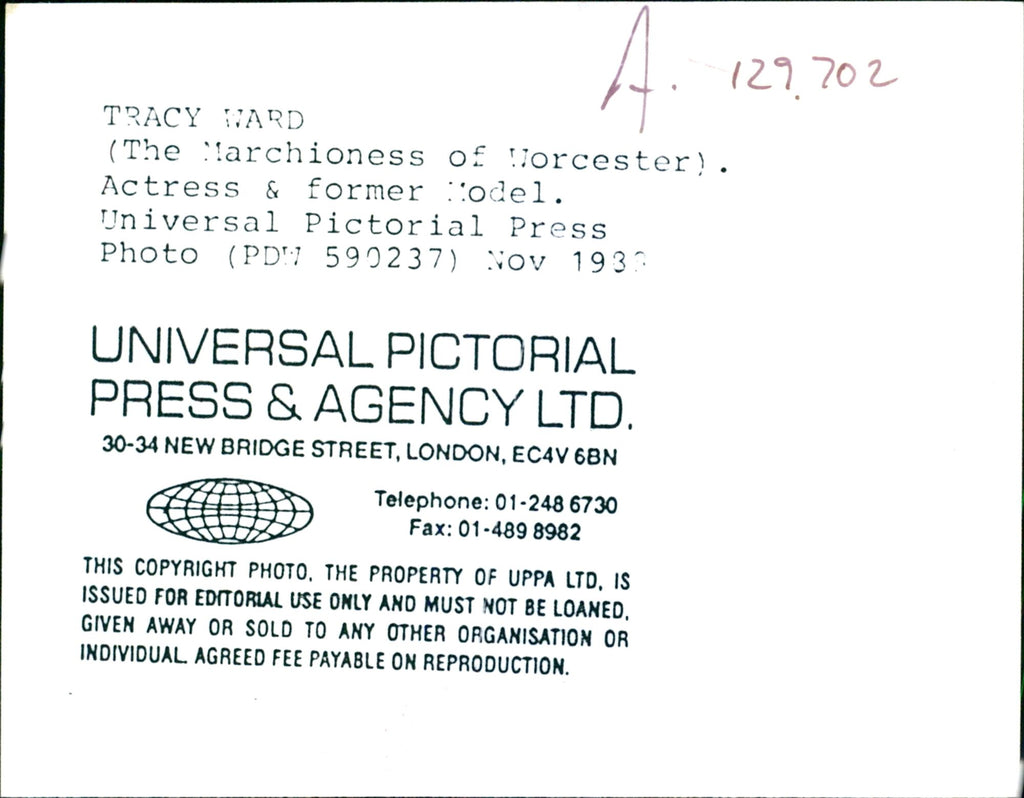 A. 129.702
TRACY WARD
(The Marchioness of Worcester).
Actress & former Model.
Universal Pictorial Press
Photo (PDW 590237) Nov
UNIVERSAL PICTORIAL
PRESS & AGENCY LTD.
30-34 NEW BRIDGE STREET, LONDON, EC4V 6BN
Telephone: 01-248 6730
Fax: 01-489 8982
THIS COPYRIGHT PHOTO, THE PROPERTY OF UPPA LTD, IS
ISSUED FOR EDITORIAL USE ONLY AND MUST NOT BE LOANED,
GIVEN AWAY OR SOLD TO ANY OTHER ORGANISATION OR
INDIVIDUAL. AGREED FEE PAYABLE ON REPRODUCTION.